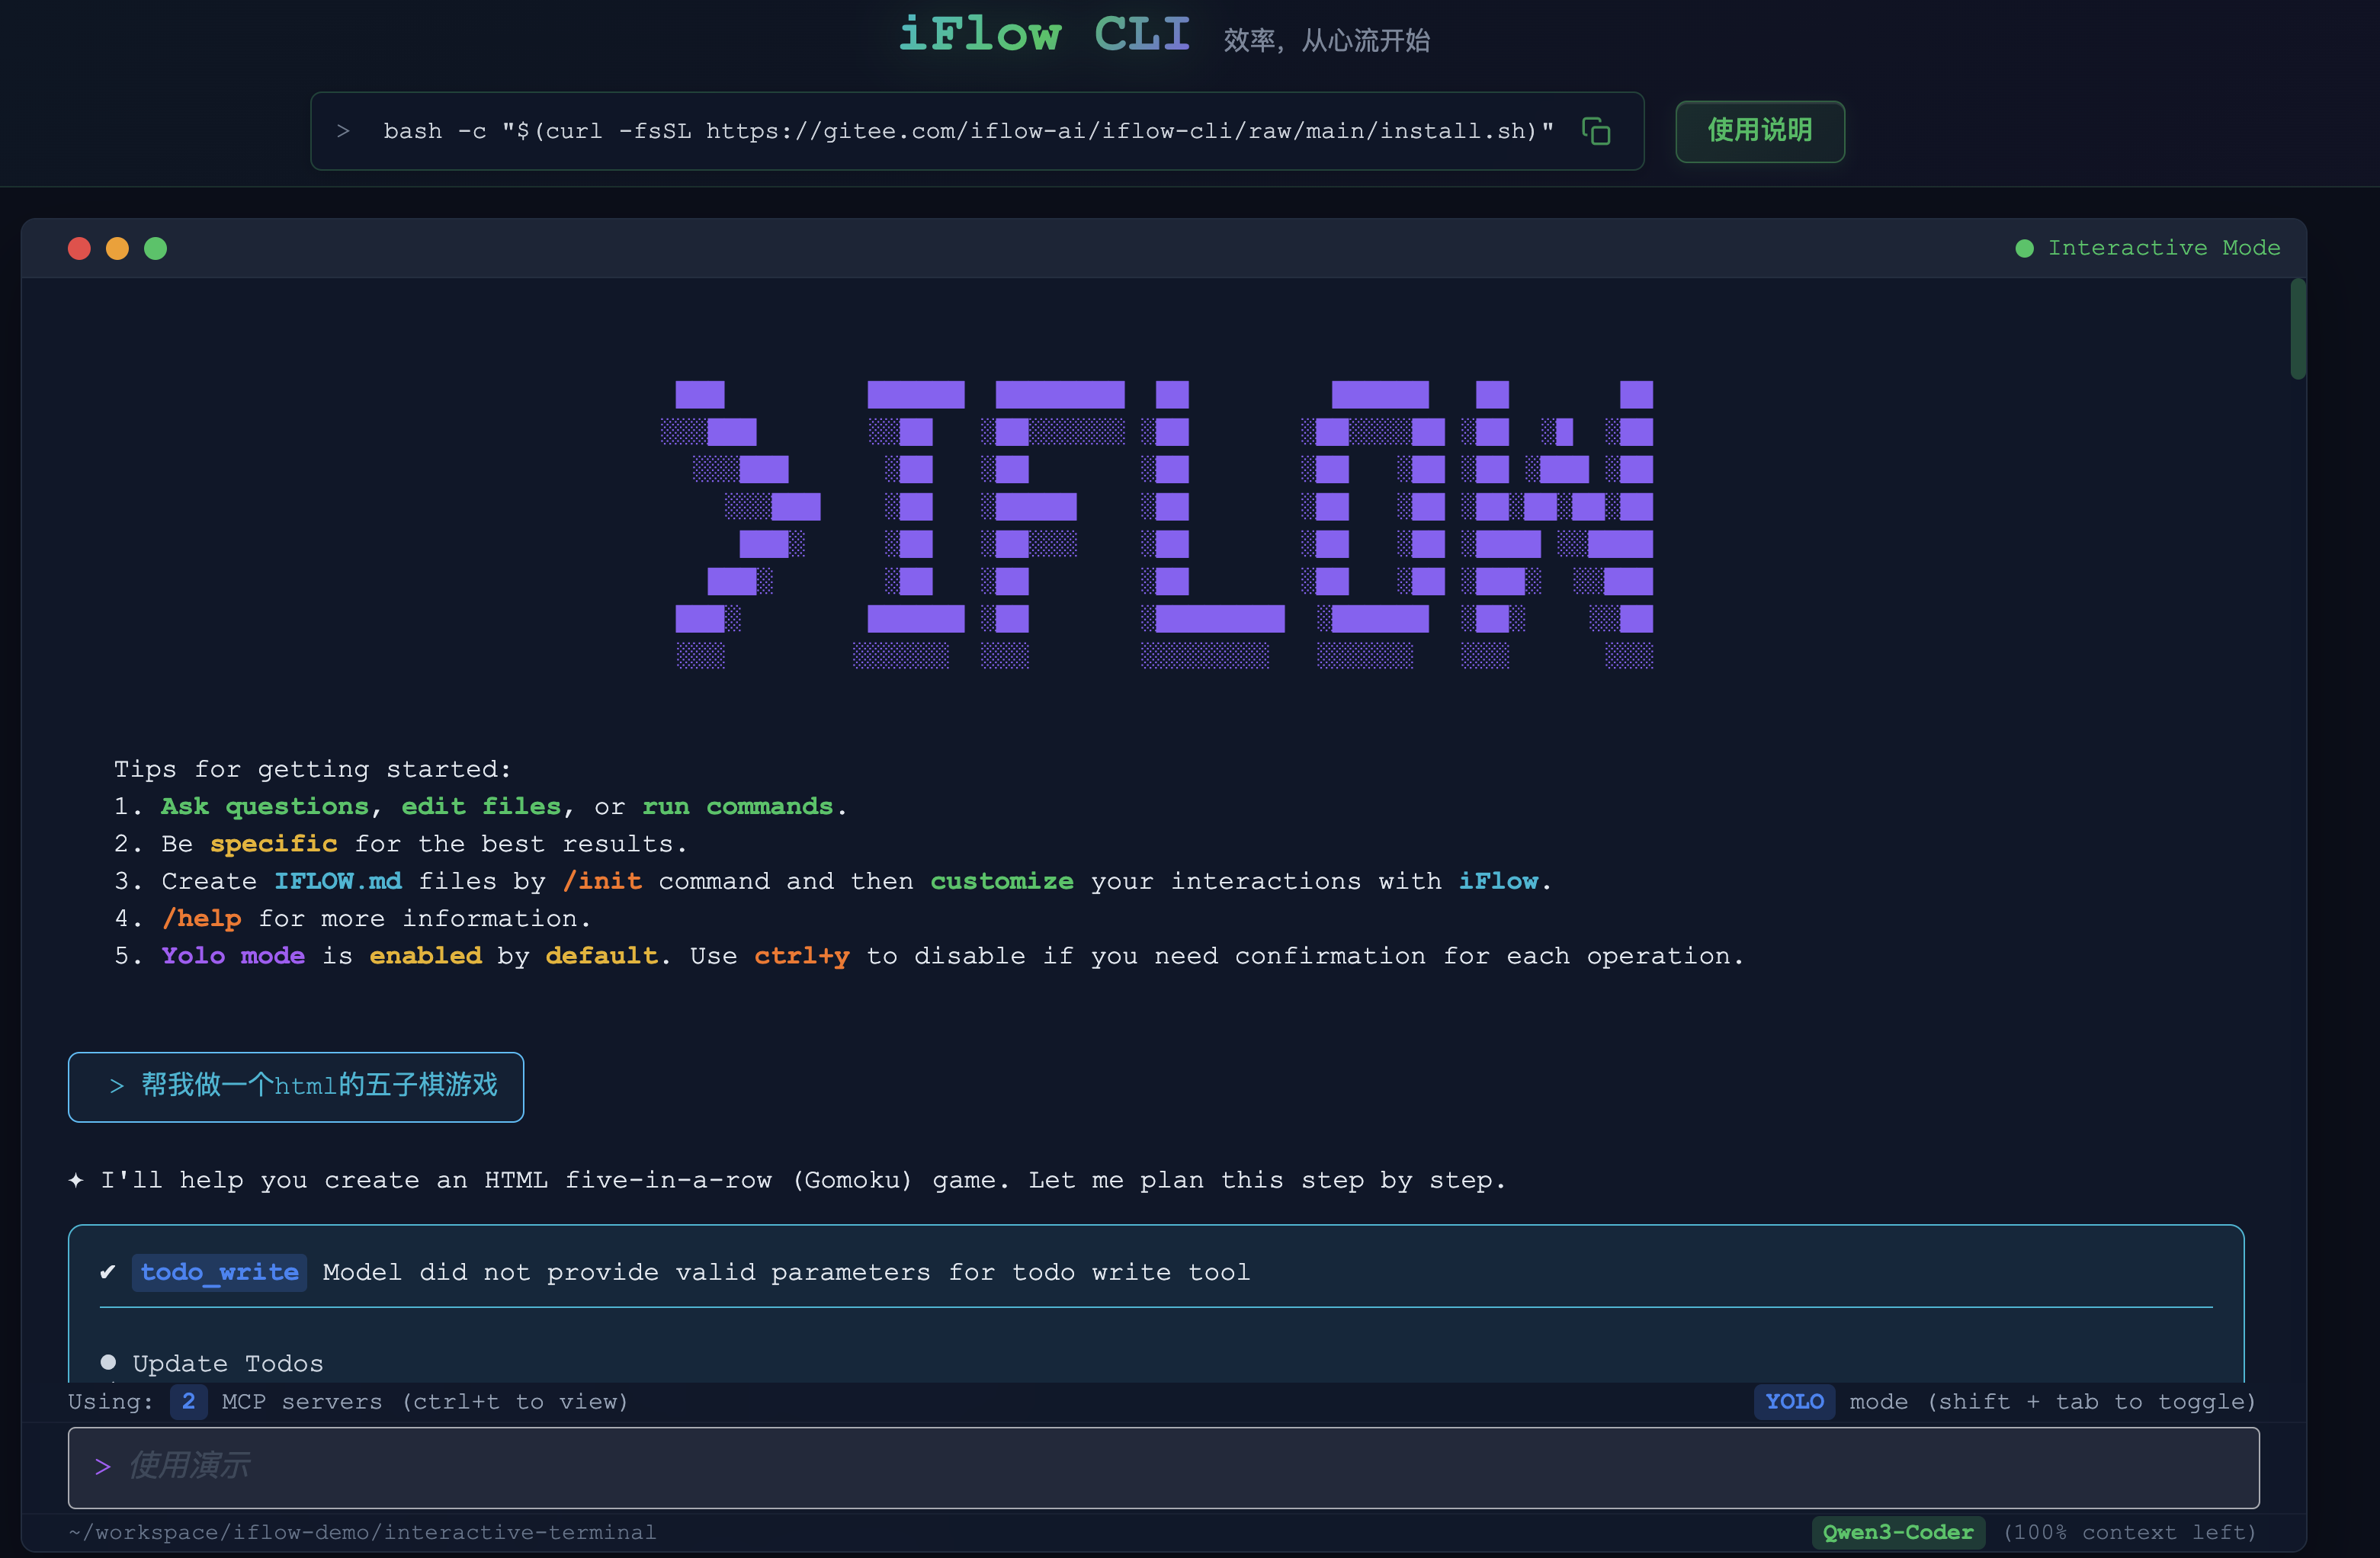 iFlow CLI 效率，从心流开始
> bash -c "$(curl -fsSL https://gitee.com/iflow-ai/iflow-cli/raw/main/install.sh)" 使用说明
Interactive Mode
>IFLOW
Tips for getting started:
1. Ask questions, edit files, or run commands.
2. Be specific for the best results.
3. Create IFLOW.md files by /init command and then customize your interactions with iFlow.
4. /help for more information.
5. Yolo mode is enabled by default. Use ctrl+y to disable if you need confirmation for each operation.
> 帮我做一个html的五子棋游戏
✦ I'll help you create an HTML five-in-a-row (Gomoku) game. Let me plan this step by step.
✔ todo_write Model did not provide valid parameters for todo write tool
● Update Todos
Using: 2 MCP servers (ctrl+t to view) YOLO mode (shift + tab to toggle)
> 使用演示
~/workspace/iflow-demo/interactive-terminal Qwen3-Coder (100% context left)